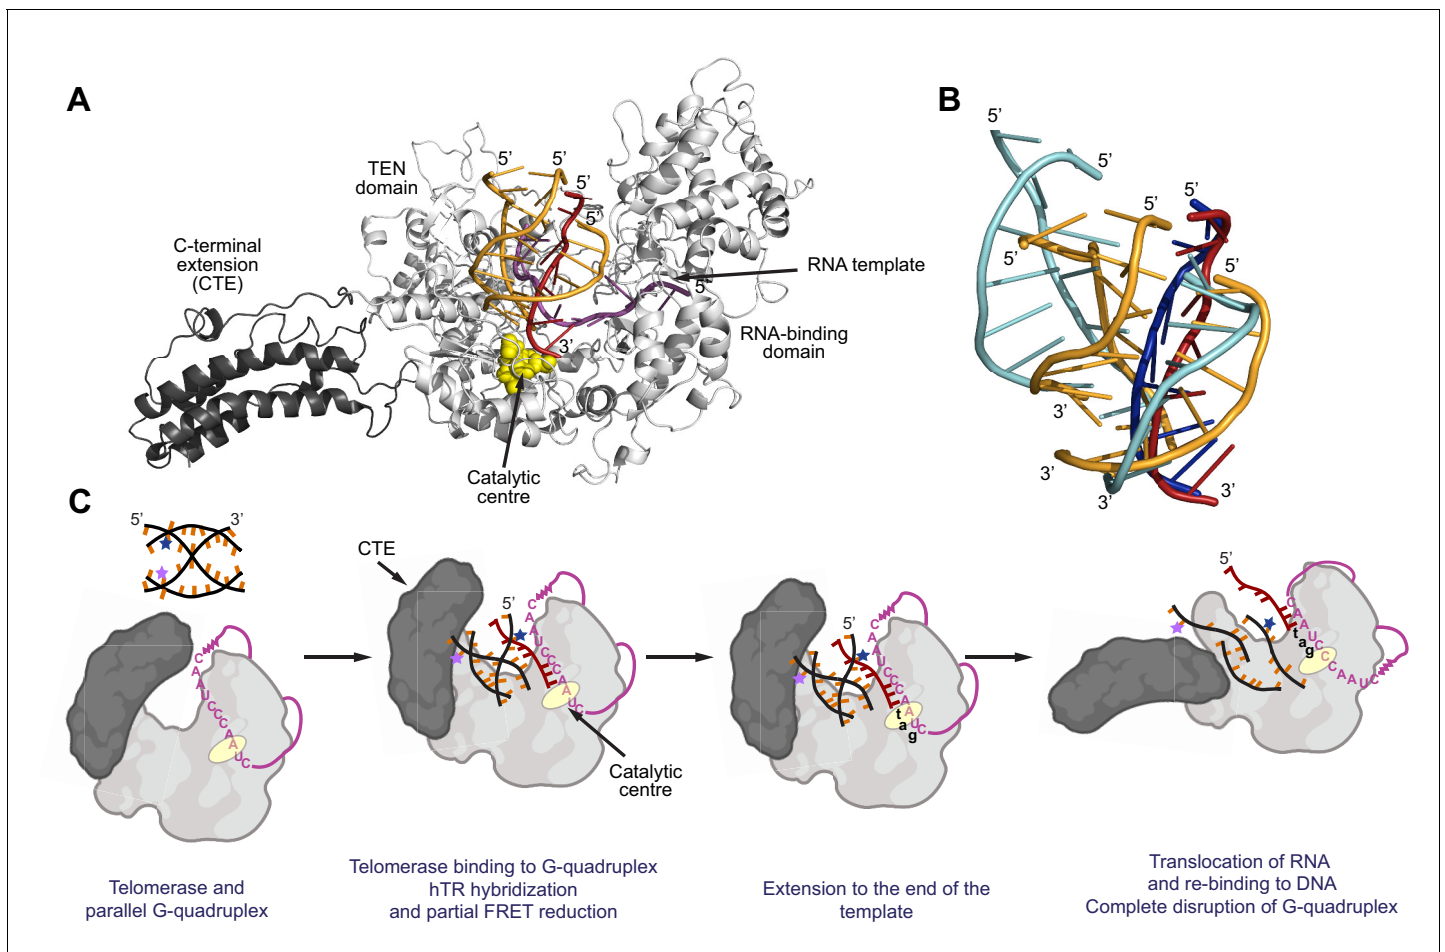 A
B
5'
5'
5'
5'
TEN
domain
5'
5'
5'
5'
5'
C-terminal
extension
(CTE)
5'
5'
RNA template
5'
RNA-binding
domain
3'
3'
3'
3'
3'
Catalytic
centre
C
5'
3'
CTE
5'
C
A
A
U
C
C
C
A
A
U
C
5'
C
A
A
U
C
C
C
A
A
U
C
Catalytic
centre
5'
C
A
A
U
C
C
C
A
A
U
C
t
a
g
5'
C
A
A
U
C
C
C
A
A
U
C
t
a
g
Telomerase and
parallel G-quadruplex
Telomerase binding to G-quadruplex
hTR hybridization
and partial FRET reduction
Extension to the end of the
template
Translocation of RNA
and re-binding to DNA
Complete disruption of G-quadruplex